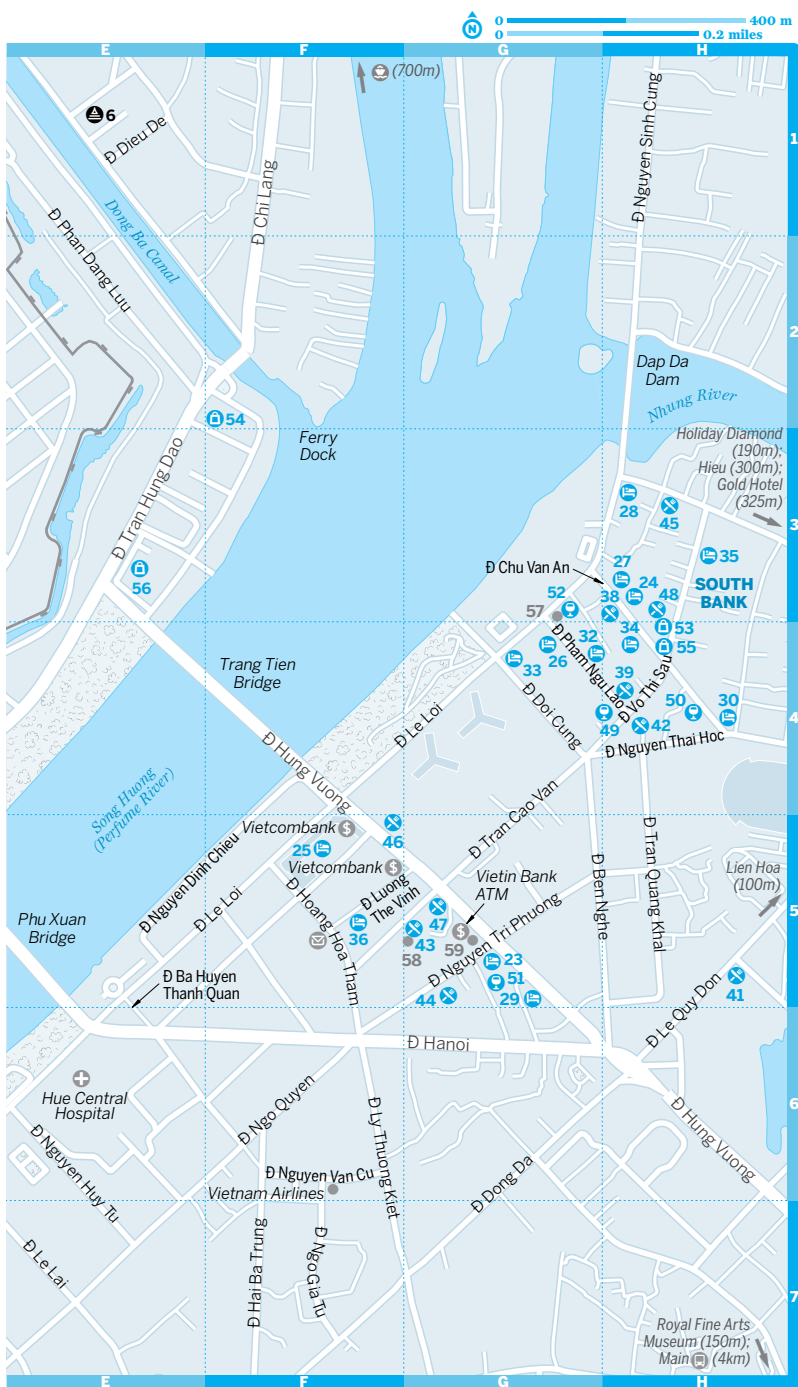 N
0
400 m
0
0.2 miles
E
F
G
H
(700m)
6
Đ Dieu De
Đ Chi Lang
Đ Nguyen Sinh Cung
1
Dong Ba Canal
Đ Phan Dang Luu
2
Dap Da
Dam
Nhung River
54
Ferry
Dock
Holiday Diamond
(190m);
Hieu (300m);
Gold Hotel
(325m)
Đ Tran Hung Dao
28
45
3
56
35
Đ Chu Van An
27
24
SOUTH
BANK
52
38
48
57
53
32
34
55
Đ Pham Ngu Lao
33
26
39
Đ Vo Thi Sau
Trang Tien
Bridge
Đ Doi Cung
50
30
4
49
42
Đ Le Loi
Đ Nguyen Thai Hoc
Đ Hung Vuong
Song Huong
(Perfume River)
Đ Tran Cao Van
Vietcombank
$
46
25
Vietcombank
$
Đ Nguyen Dinh Chieu
Đ Le Loi
Đ Hoang Hoa Tham
Đ Luong
The Vinh
Vietin Bank
ATM
Đ Ben Nghe
Đ Tran Quang Khai
Lien Hoa
(100m)
Phu Xuan
Bridge
36
47
43
58
$
59
Đ Nguyen Tri Phuong
5
23
51
44
29
41
Đ Ba Huyen
Thanh Quan
Đ Le Quy Don
Đ Hanoi
Hue Central
Hospital
6
Đ Ngo Quyen
Đ Ly Thuong Kiet
Đ Hung Vuong
Đ Nguyen Huy Tu
Đ Nguyen Van Cu
Vietnam Airlines
Đ Dong Da
Đ Le Lai
Đ Hai Ba Trung
Đ Ngo Gia Tu
7
Royal Fine Arts
Museum (150m);
Main (4km)
E
F
G
H